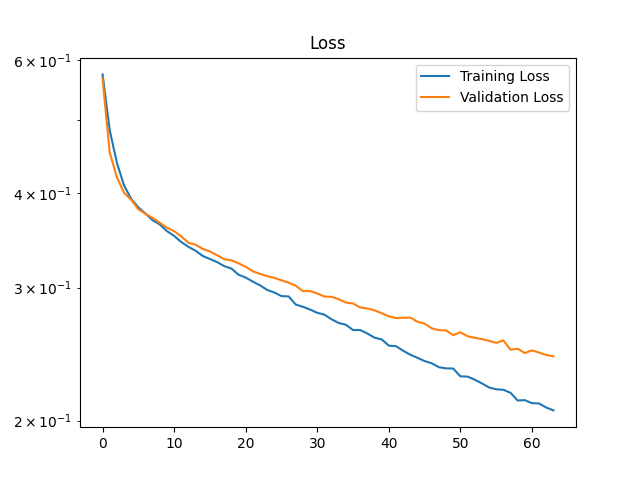 Loss
Training Loss
Validation Loss
6 × 10⁻¹
4 × 10⁻¹
3 × 10⁻¹
2 × 10⁻¹
0 10 20 30 40 50 60